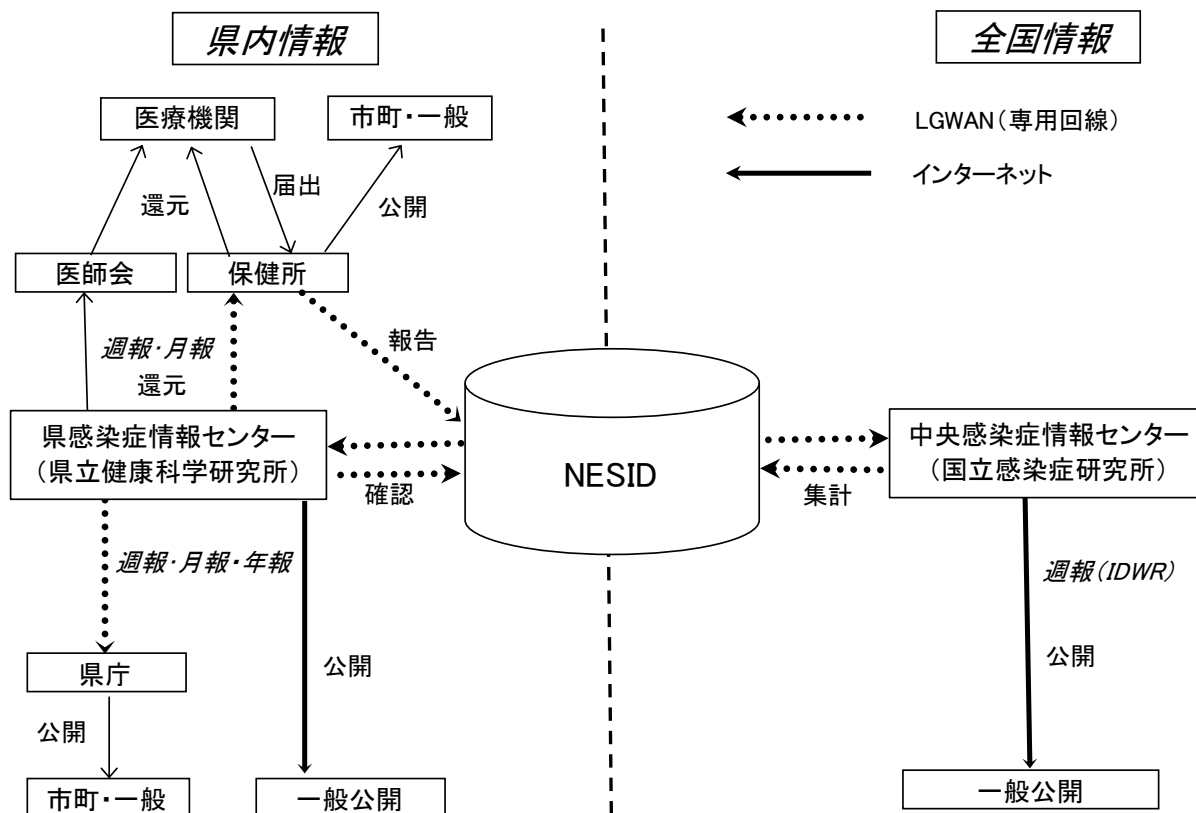 県内情報
全国情報
医療機関
市町・一般
LGWAN（専用回線）
インターネット
届出
還元
公開
医師会
保健所
報告
週報・月報
還元
県感染症情報センター
（県立健康科学研究所）
確認
NESID
集計
中央感染症情報センター
（国立感染症研究所）
週報・月報・年報
週報（IDWR）
公開
公開
県庁
公開
市町・一般
一般公開
一般公開